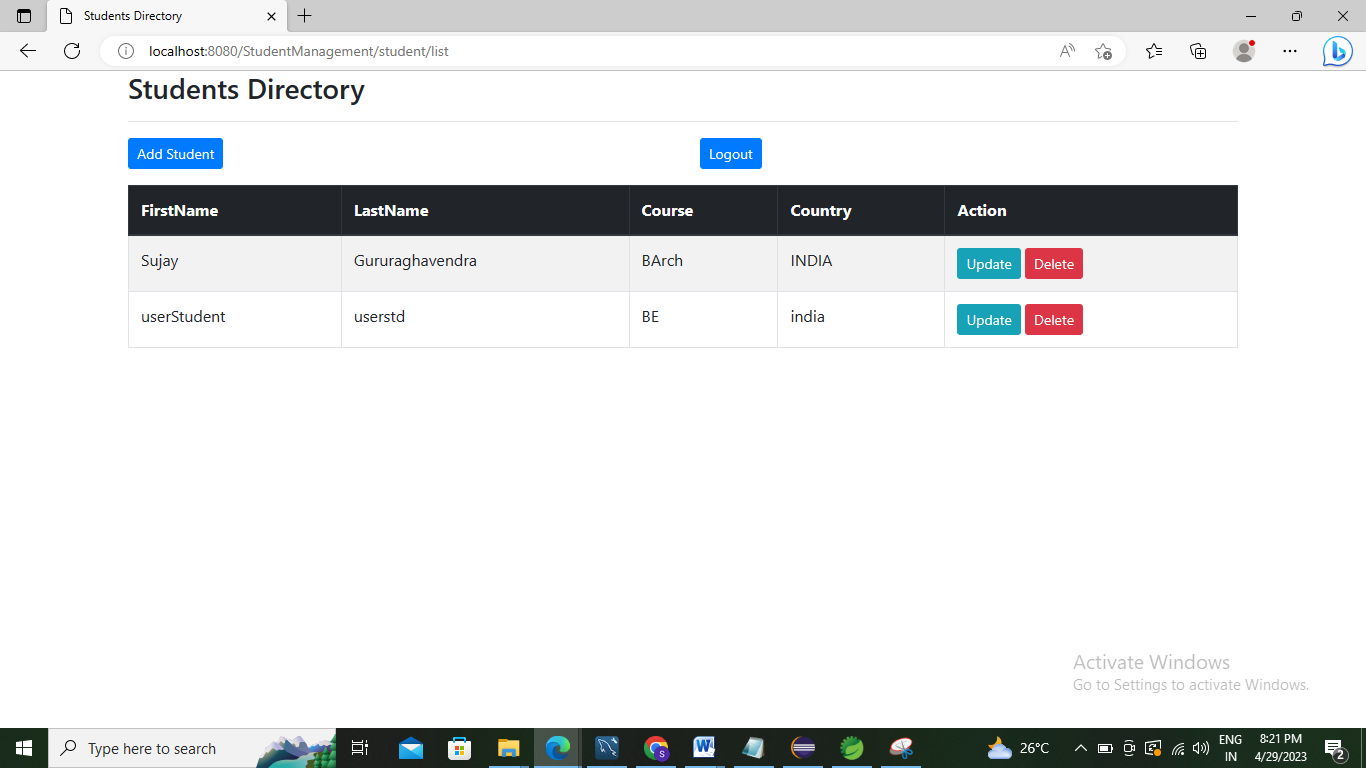 Students Directory
localhost:8080/StudentManagement/student/list
Students Directory
Add Student Logout
FirstName LastName Course Country Action
Sujay Gururaghavendra BArch INDIA Update Delete
userStudent userstd BE india Update Delete
Activate Windows
Go to Settings to activate Windows.
Type here to search 26°C ENG 8:21 PM
IN 4/29/2023 2